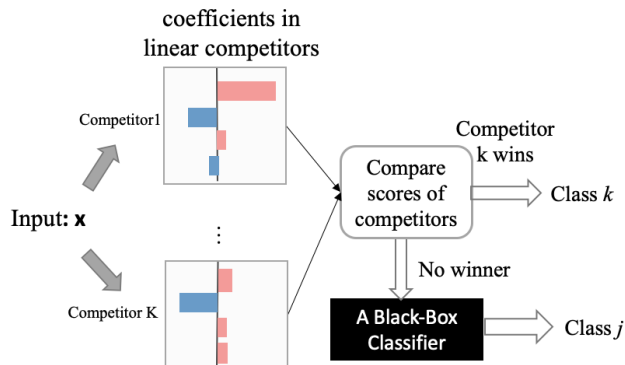 coefficients in
linear competitors
Competitor1
Input: x
⋮
Competitor K
Compare
scores of
competitors
Competitor
k wins
Class k
No winner
A Black-Box
Classifier
Class j